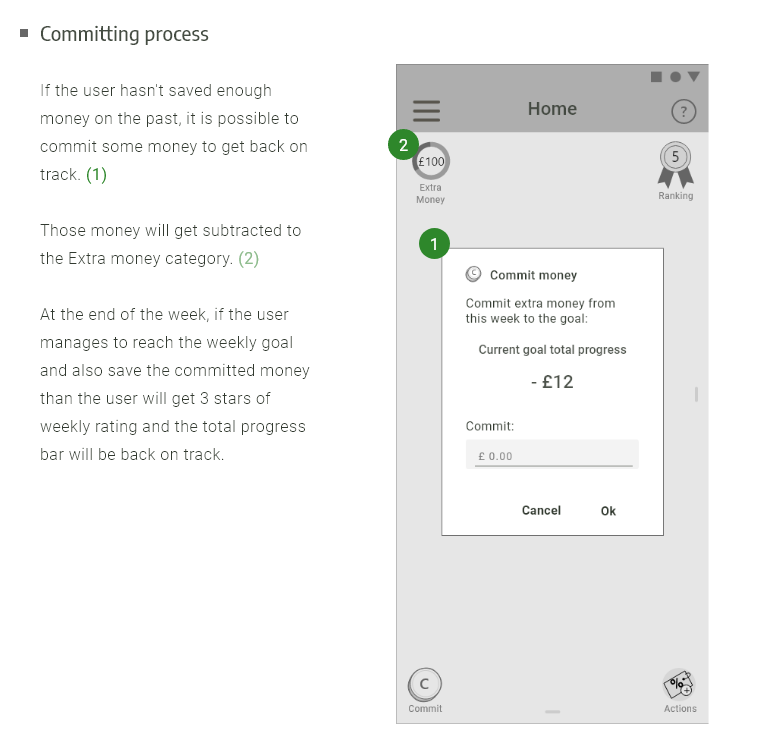 Committing process
If the user hasn't saved enough
money on the past, it is possible to
commit some money to get back on
track. (1)
Those money will get subtracted to
the Extra money category. (2)
At the end of the week, if the user
manages to reach the weekly goal
and also save the committed money
than the user will get 3 stars of
weekly rating and the total progress
bar will be back on track.
Home
?
2
£100
Extra
Money
5
Ranking
1
C
Commit money
Commit extra money from
this week to the goal:
Current goal total progress
- £12
Commit:
£ 0.00
Cancel
Ok
C
Commit
%
Actions